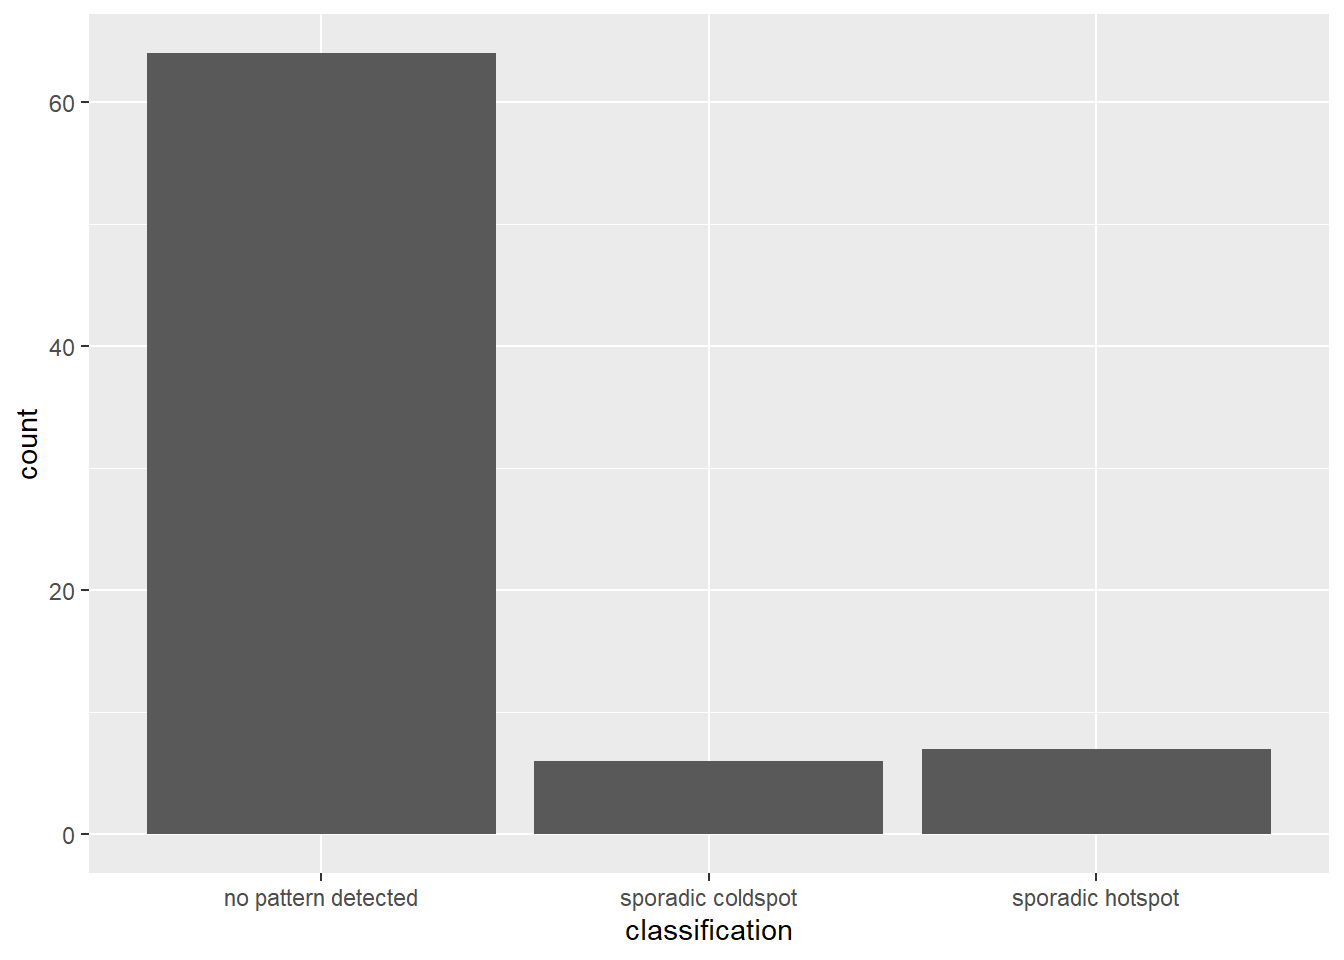 60
40
20
0
count
no pattern detected
sporadic coldspot
sporadic hotspot
classification